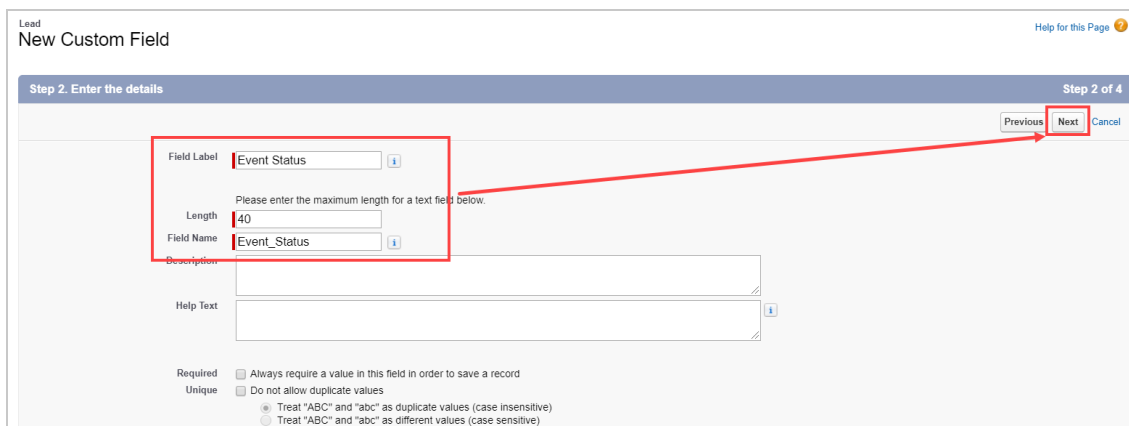 Lead
New Custom Field
Help for this Page
Step 2. Enter the details
Step 2 of 4
Previous Next Cancel
Field Label Event Status
Please enter the maximum length for a text field below.
Length 40
Field Name Event_Status
Description
Help Text
Required Always require a value in this field in order to save a record
Unique Do not allow duplicate values
Treat "ABC" and "abc" as duplicate values (case insensitive)
Treat "ABC" and "abc" as different values (case sensitive)